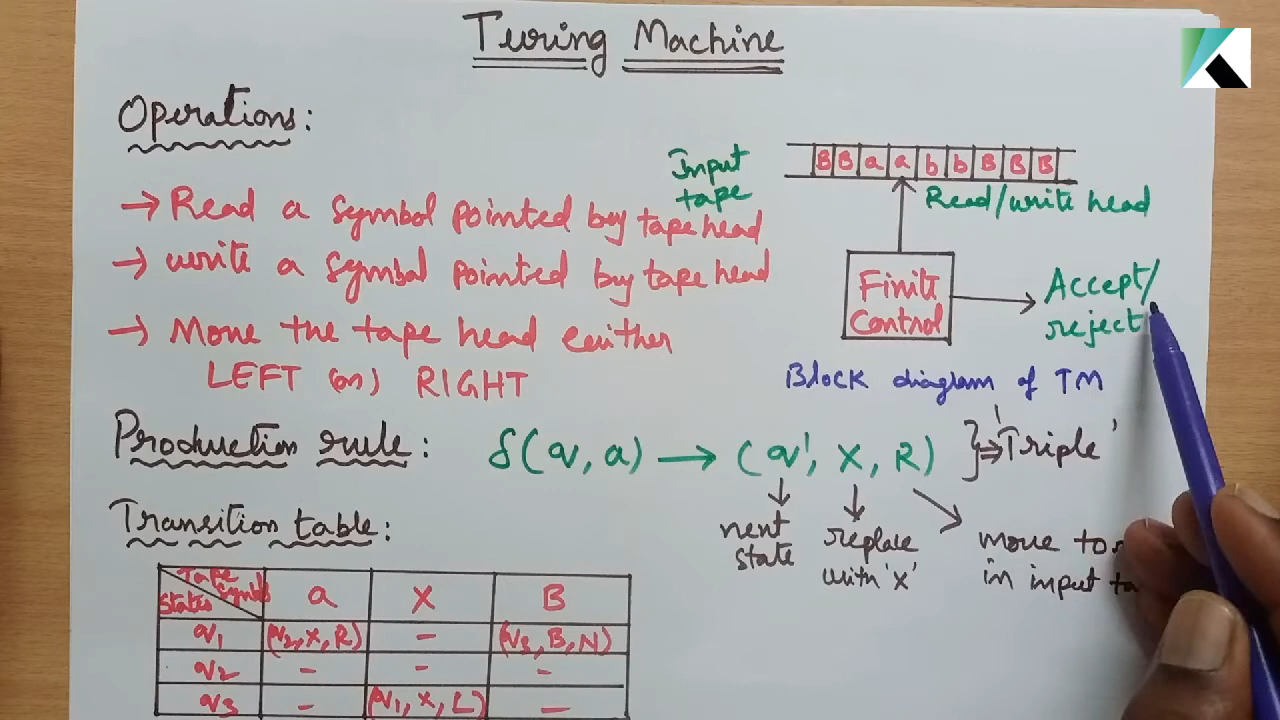 Turing Machine
Operations:
→ Read a symbol pointed by tape head
→ write a symbol pointed by tape head
→ Move the tape head either
LEFT (or) RIGHT
Input
tape
B B a a b b B B B
Read/write head
Finite
Control
Accept/
reject
Block diagram of TM
Production rule: δ(q, a) → (q', X, R) } ⇒ 'Triple'
next
state
replace
with 'X'
move to
in input
Transition table:
Tape Symbol
States
a X B
q1 (q2, X, R) - (q3, B, N)
q2 - - -
q3 - (q1, X, L) -